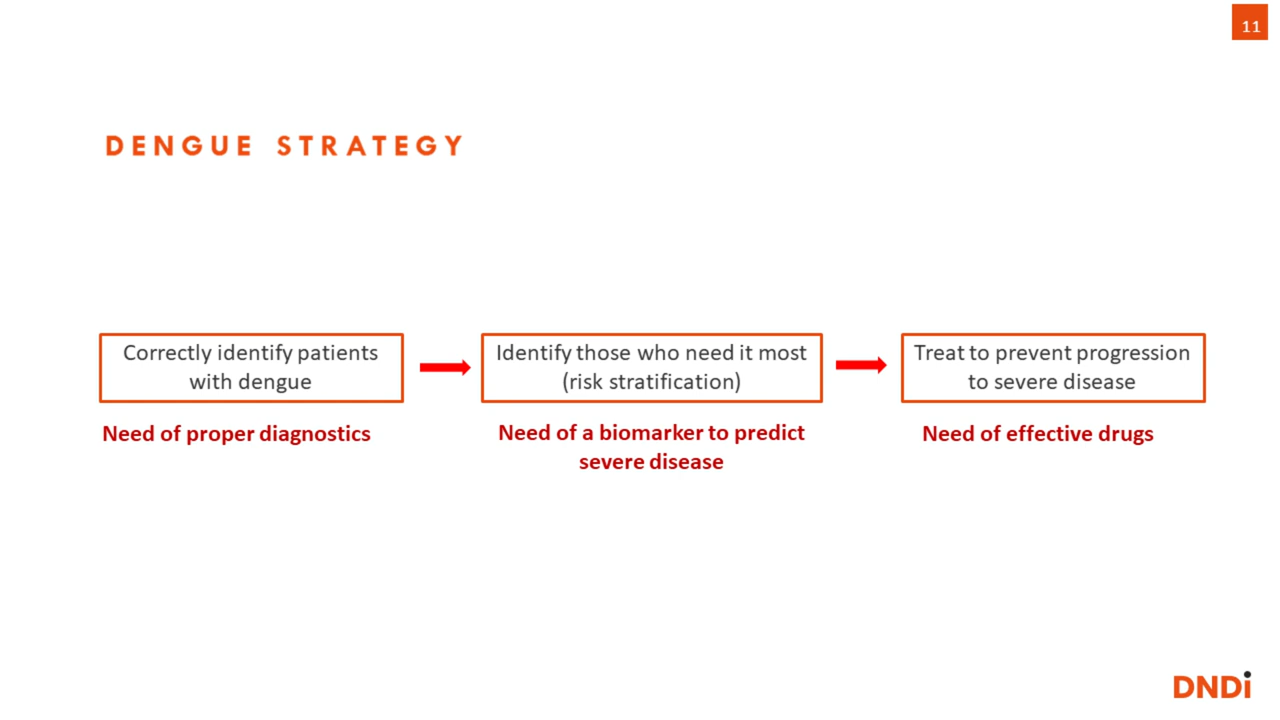 11
DENGUE STRATEGY
Correctly identify patients
with dengue
Need of proper diagnostics
Identify those who need it most
(risk stratification)
Need of a biomarker to predict
severe disease
Treat to prevent progression
to severe disease
Need of effective drugs
DNDi